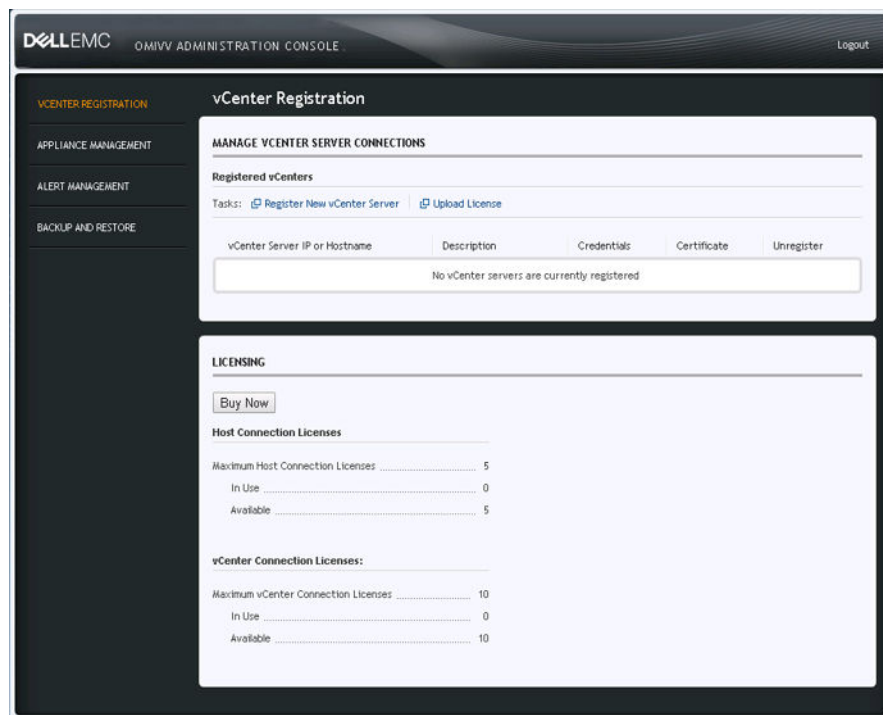 DELLEMC OMIVV ADMINISTRATION CONSOLE Logout
VCENTER REGISTRATION
APPLIANCE MANAGEMENT
ALERT MANAGEMENT
BACKUP AND RESTORE
vCenter Registration
MANAGE VCENTER SERVER CONNECTIONS
Registered vCenters
Tasks: Register New vCenter Server Upload License
vCenter Server IP or Hostname Description Credentials Certificate Unregister
No vCenter servers are currently registered
LICENSING
Buy Now
Host Connection Licenses
Maximum Host Connection Licenses 5
In Use 0
Available 5
vCenter Connection Licenses:
Maximum vCenter Connection Licenses 10
In Use 0
Available 10